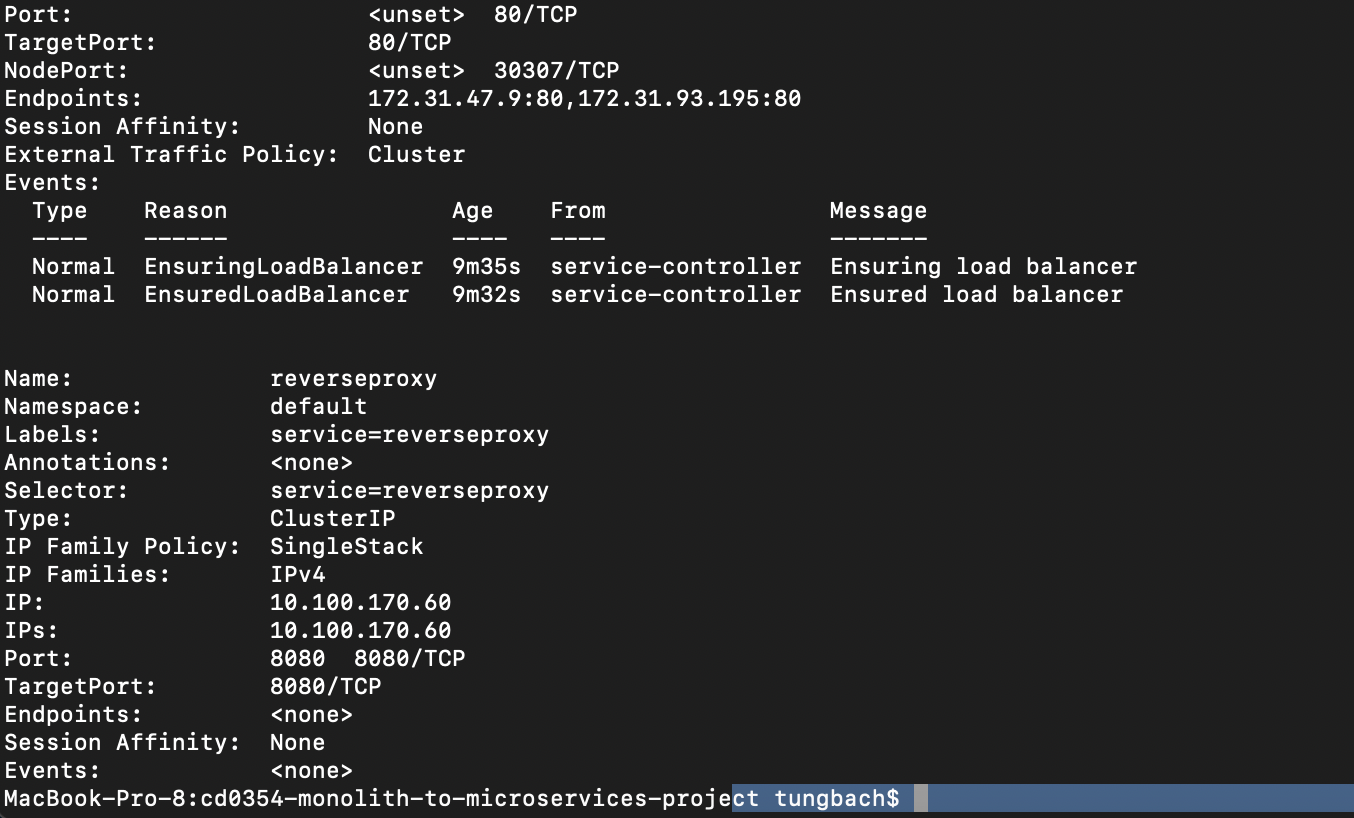 Port:                     <unset>  80/TCP
TargetPort:               80/TCP
NodePort:                 <unset>  30307/TCP
Endpoints:                172.31.47.9:80,172.31.93.195:80
Session Affinity:         None
External Traffic Policy:  Cluster
Events:
  Type    Reason                Age    From                Message
  ----    ------                ----   ----                -------
  Normal  EnsuringLoadBalancer  9m35s  service-controller  Ensuring load balancer
  Normal  EnsuredLoadBalancer   9m32s  service-controller  Ensured load balancer
Name:              reverseproxy
Namespace:         default
Labels:            service=reverseproxy
Annotations:       <none>
Selector:          service=reverseproxy
Type:              ClusterIP
IP Family Policy:  SingleStack
IP Families:       IPv4
IP:                10.100.170.60
IPs:               10.100.170.60
Port:              8080  8080/TCP
TargetPort:        8080/TCP
Endpoints:         <none>
Session Affinity:  None
Events:            <none>
MacBook-Pro-8:cd0354-monolith-to-microservices-project tungbach$